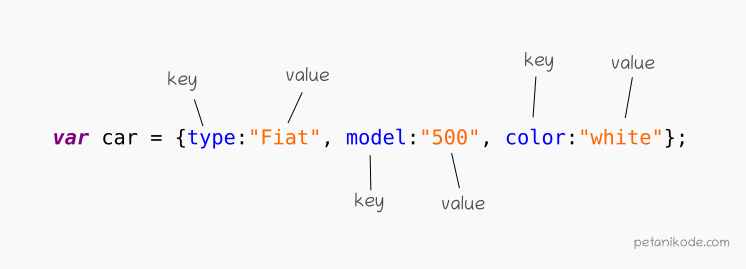 key value key value
var car = {type:"Fiat", model:"500", color:"white"};
key value
petanikode.com